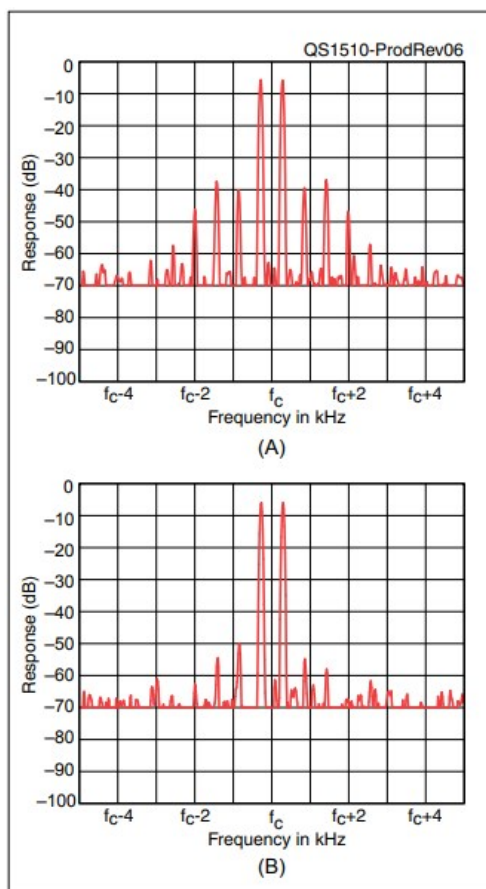 QS1510-ProdRev06
0
–10
–20
–30
–40
–50
–60
–70
–80
–90
–100
Response (dB)
fC-4 fC-2 fC fC+2 fC+4
Frequency in kHz
(A)
0
–10
–20
–30
–40
–50
–60
–70
–80
–90
–100
Response (dB)
fC-4 fC-2 fC fC+2 fC+4
Frequency in kHz
(B)